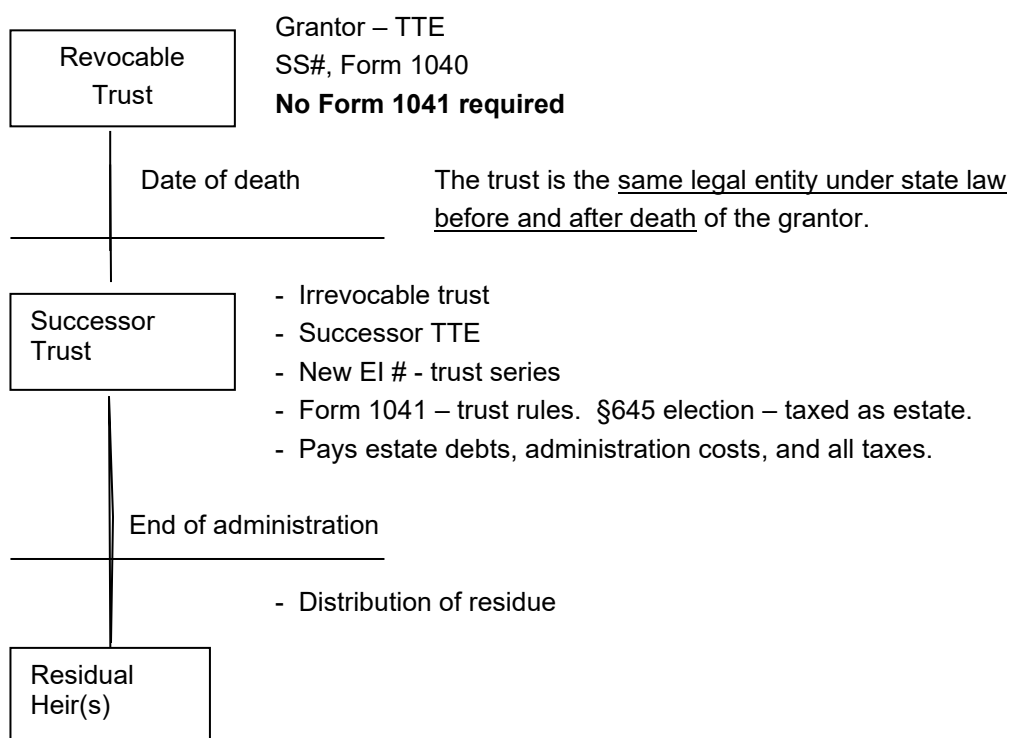 Grantor – TTE
Revocable
Trust
SS#, Form 1040
No Form 1041 required
Date of death
The trust is the same legal entity under state law
before and after death of the grantor.
Successor
Trust
- Irrevocable trust
- Successor TTE
- New EI # - trust series
- Form 1041 – trust rules.  §645 election – taxed as estate.
- Pays estate debts, administration costs, and all taxes.
End of administration
- Distribution of residue
Residual
Heir(s)